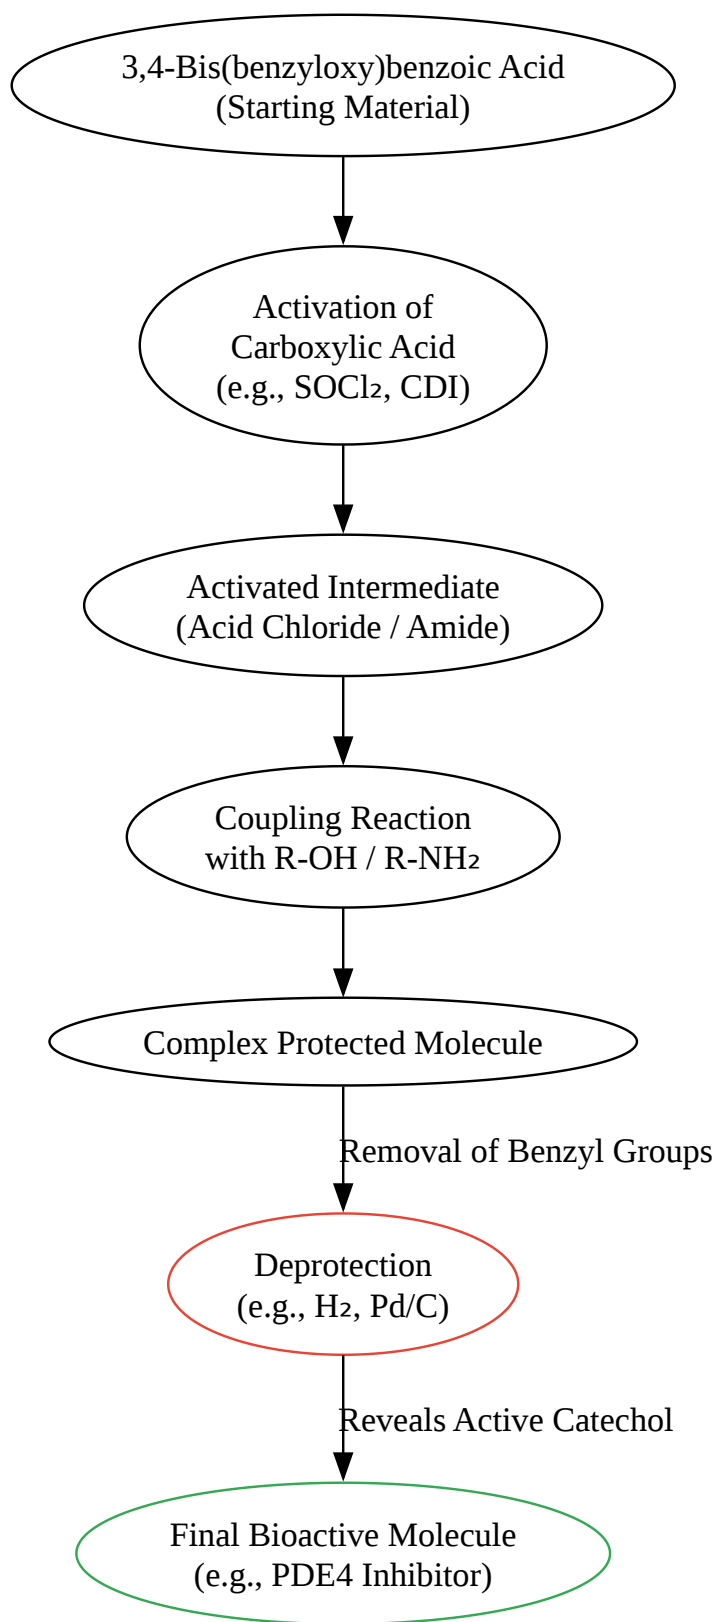 3,4-Bis(benzyloxy)benzoic Acid
(Starting Material)
Activation of
Carboxylic Acid
(e.g., SOCl₂, CDI)
Activated Intermediate
(Acid Chloride / Amide)
Coupling Reaction
with R-OH / R-NH₂
Complex Protected Molecule
Removal of Benzyl Groups
Deprotection
(e.g., H₂, Pd/C)
Reveals Active Catechol
Final Bioactive Molecule
(e.g., PDE4 Inhibitor)